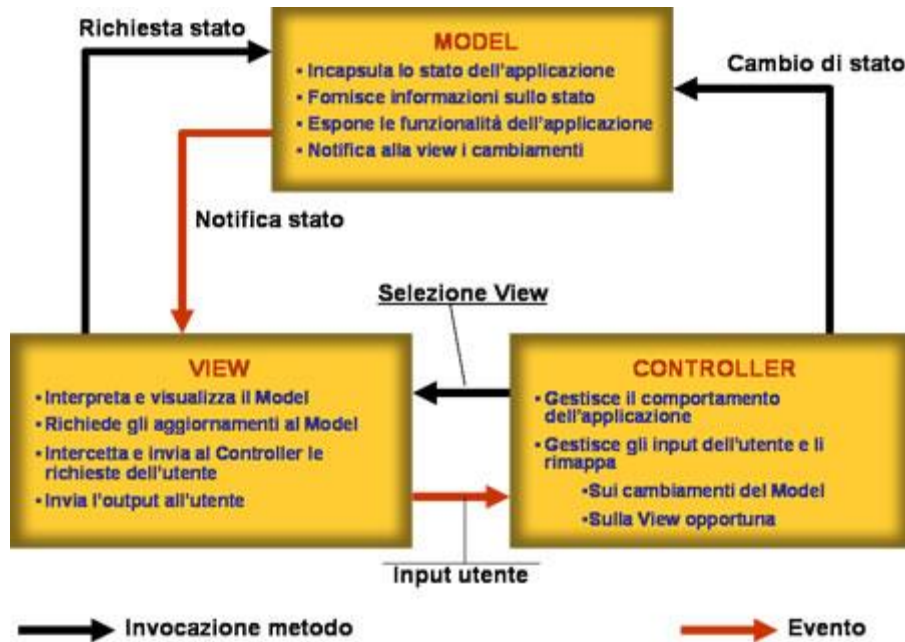 Richiesta stato
MODEL
▪ Incapsula lo stato dell'applicazione
▪ Fornisce informazioni sullo stato
▪ Espone le funzionalità dell'applicazione
▪ Notifica alla view i cambiamenti
Cambio di stato
Notifica stato
Selezione View
VIEW
▪ Interpreta e visualizza il Model
▪ Richiede gli aggiornamenti al Model
▪ Intercetta e invia al Controller le
richieste dell'utente
▪ Invia l'output all'utente
CONTROLLER
▪ Gestisce il comportamento
dell'applicazione
▪ Gestisce gli input dell'utente e li
rimappa
▪ Sui cambiamenti del Model
▪ Sulla View opportuna
Input utente
Invocazione metodo
Evento